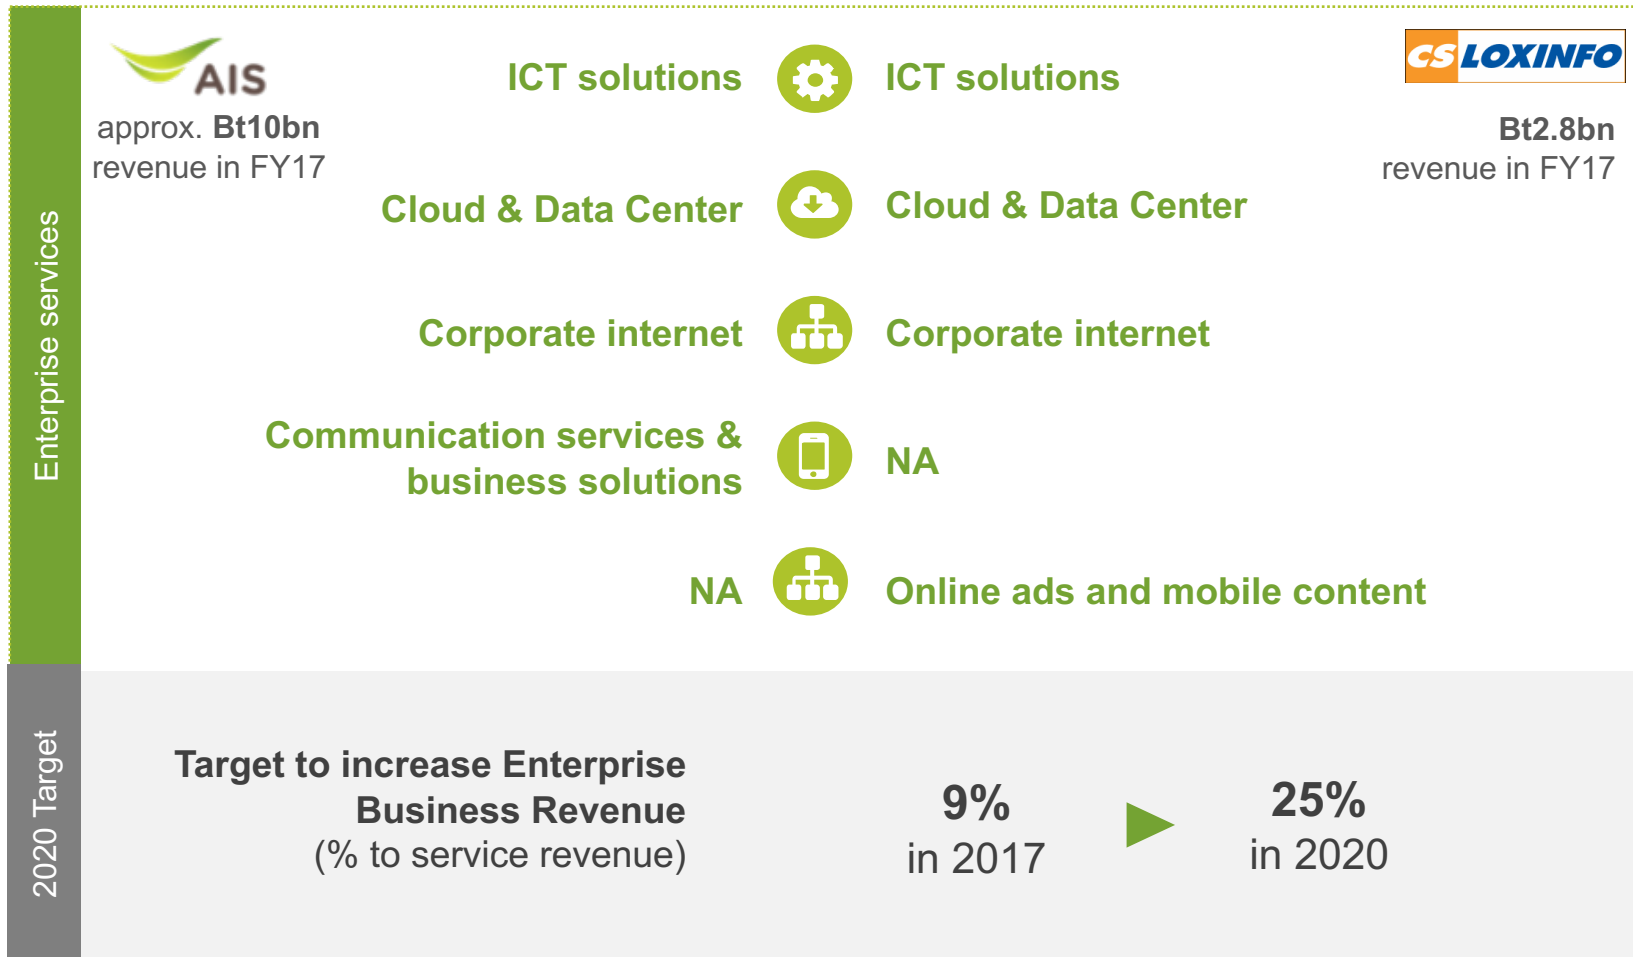 AIS
approx. Bt10bn
revenue in FY17
CS LOXINFO
Bt2.8bn
revenue in FY17
Enterprise services
ICT solutions
ICT solutions
Cloud & Data Center
Cloud & Data Center
Corporate internet
Corporate internet
Communication services &
business solutions
NA
NA
Online ads and mobile content
2020 Target
Target to increase Enterprise
Business Revenue
(% to service revenue)
9%
in 2017
25%
in 2020